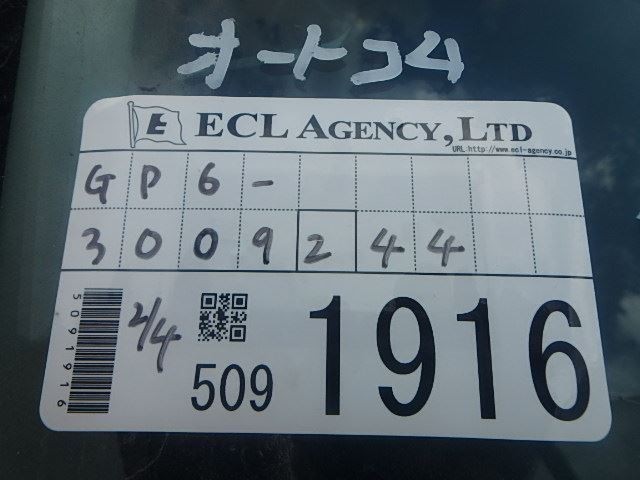 オートコム
E ECL AGENCY, LTD
URL:http://www.ecl-agency.co.jp
GP6-
3009244
5091916
2/4
509 1916